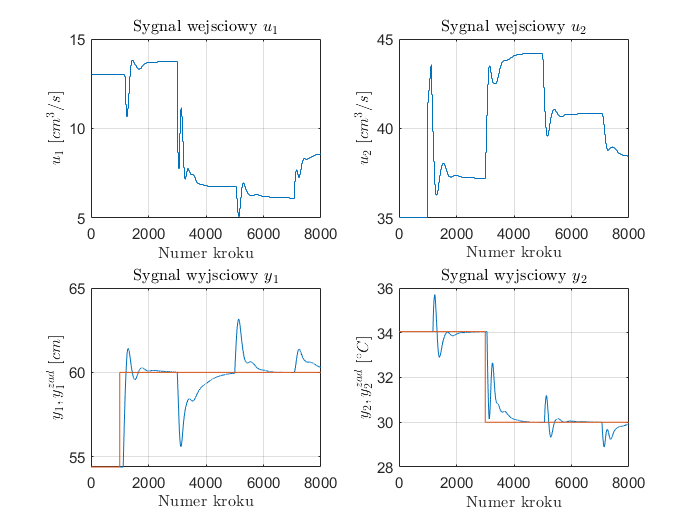 Sygnal wejsciowy u₁
15
10
5
u₁ [cm³/s]
0 2000 4000 6000 8000
Numer kroku
Sygnal wejsciowy u₂
45
40
35
u₂ [cm³/s]
0 2000 4000 6000 8000
Numer kroku
Sygnal wyjsciowy y₁
65
60
55
y₁, y₁ᶻᵃᵈ [cm]
0 2000 4000 6000 8000
Numer kroku
Sygnal wyjsciowy y₂
36
34
32
30
28
y₂, y₂ᶻᵃᵈ [°C]
0 2000 4000 6000 8000
Numer kroku